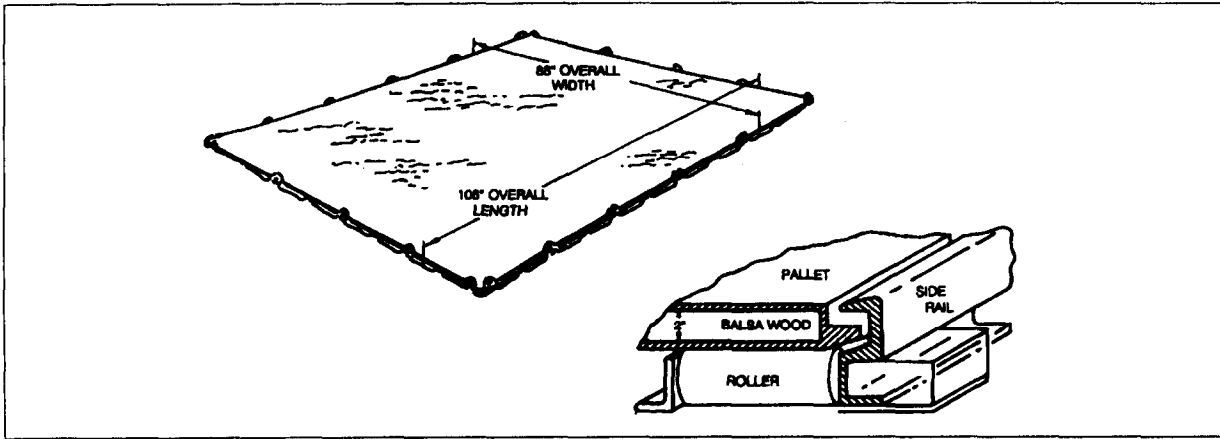 88" OVERALL
WIDTH
108" OVERALL
LENGTH
PALLET
SIDE
RAIL
2"
BALSA WOOD
ROLLER